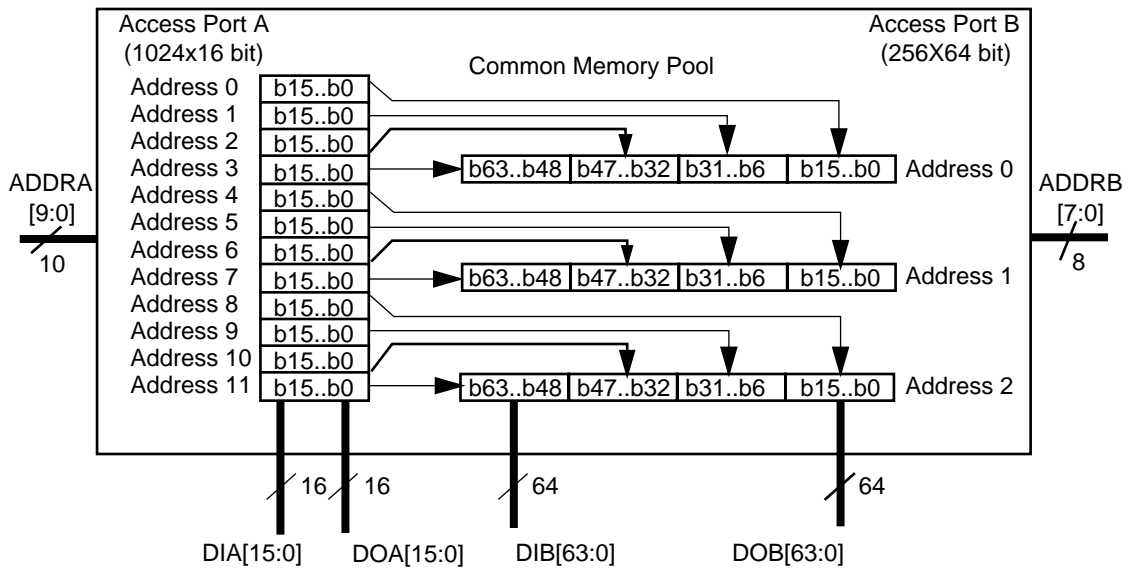 Access Port A
(1024x16 bit)
Access Port B
(256X64 bit)
Common Memory Pool
Address 0 b15..b0
Address 1 b15..b0
Address 2 b15..b0
Address 3 b15..b0
b63..b48 b47..b32 b31..b6 b15..b0 Address 0
Address 4 b15..b0
Address 5 b15..b0
Address 6 b15..b0
Address 7 b15..b0
b63..b48 b47..b32 b31..b6 b15..b0 Address 1
Address 8 b15..b0
Address 9 b15..b0
Address 10 b15..b0
Address 11 b15..b0
b63..b48 b47..b32 b31..b6 b15..b0 Address 2
ADDRA
[9:0]
10
ADDRB
[7:0]
8
16
16
64
64
DIA[15:0]
DOA[15:0]
DIB[63:0]
DOB[63:0]